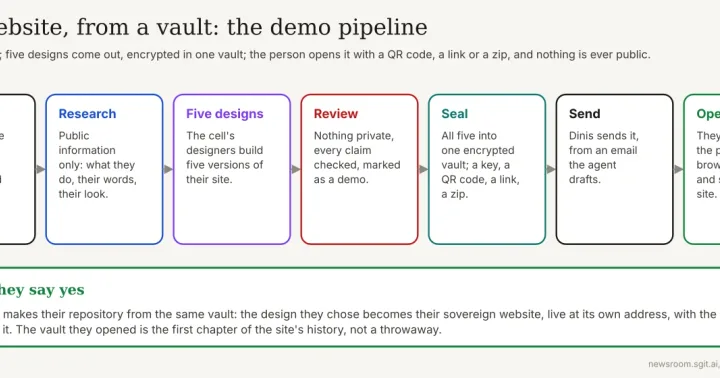 ebsite, from a vault: the demo pipeline
; five designs come out, encrypted in one vault; the person opens it with a QR code, a link or a zip, and nothing is ever public.
Research
Public
information
only: what they
do, their words,
their look.
Five designs
The cell's
designers build
five versions of
their site.
Review
Nothing private,
every claim
checked, marked
as a demo.
Seal
All five into
one encrypted
vault; a key, a
QR code, a link,
a zip.
Send
Dinis sends it,
from an email
the agent
drafts.
Ope
They
the p
brow
and s
site.
hey say yes
makes their repository from the same vault: the design they chose becomes their sovereign website, live at its own address, with the
it. The vault they opened is the first chapter of the site's history, not a throwaway.
newsroom.sgit.ai,